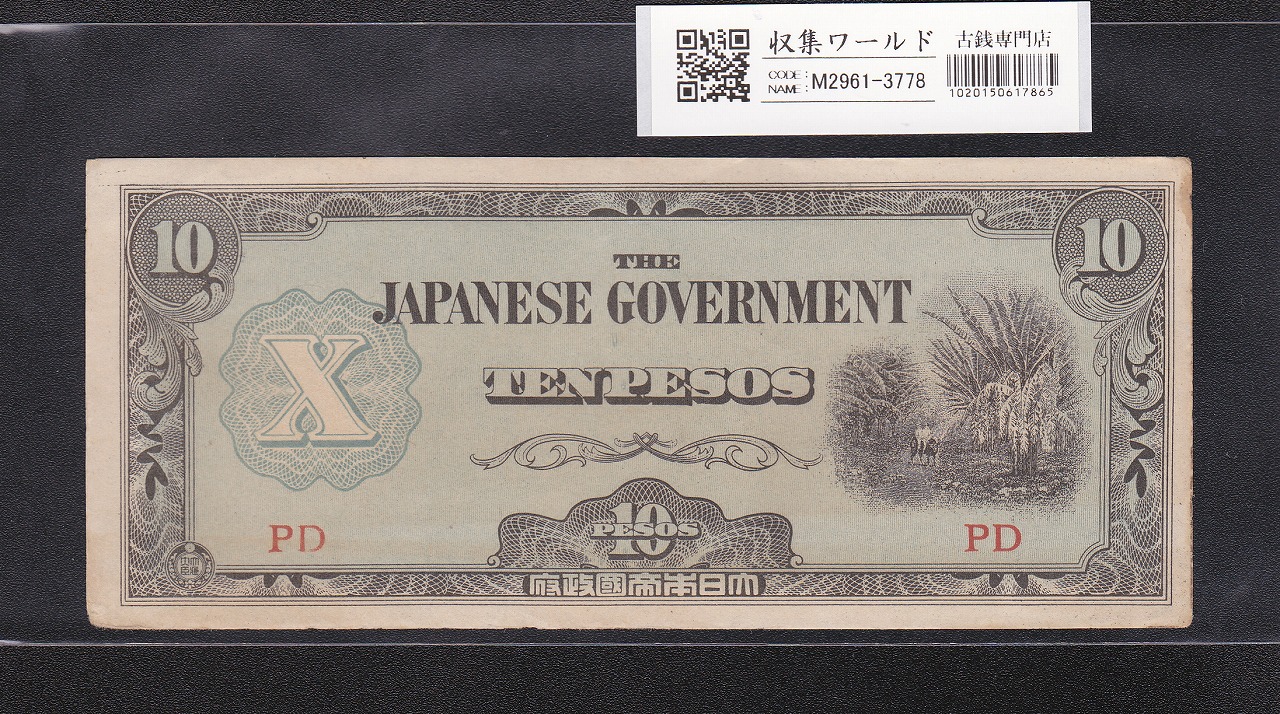 収集ワールド 古銭専門店
CODE:
NAME: M2961-3778
1020150617865
10 10
THE
JAPANESE GOVERNMENT
X
TEN PESOS
10
PESOS
PD PD
府政國帝本日大